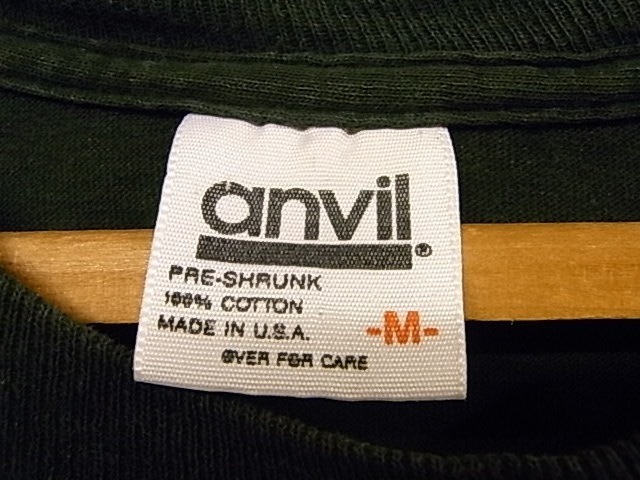 anvil®
PRE-SHRUNK
100% COTTON
MADE IN U.S.A.
-M-
OVER FOR CARE